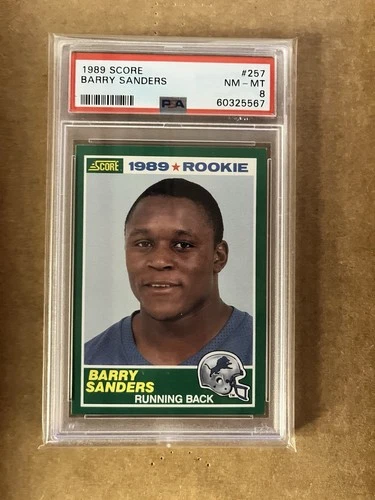 1989 SCORE
#257
BARRY SANDERS
NM - MT
8
PSA
60325567
SCORE
1989 ★ ROOKIE
BARRY
SANDERS
RUNNING BACK